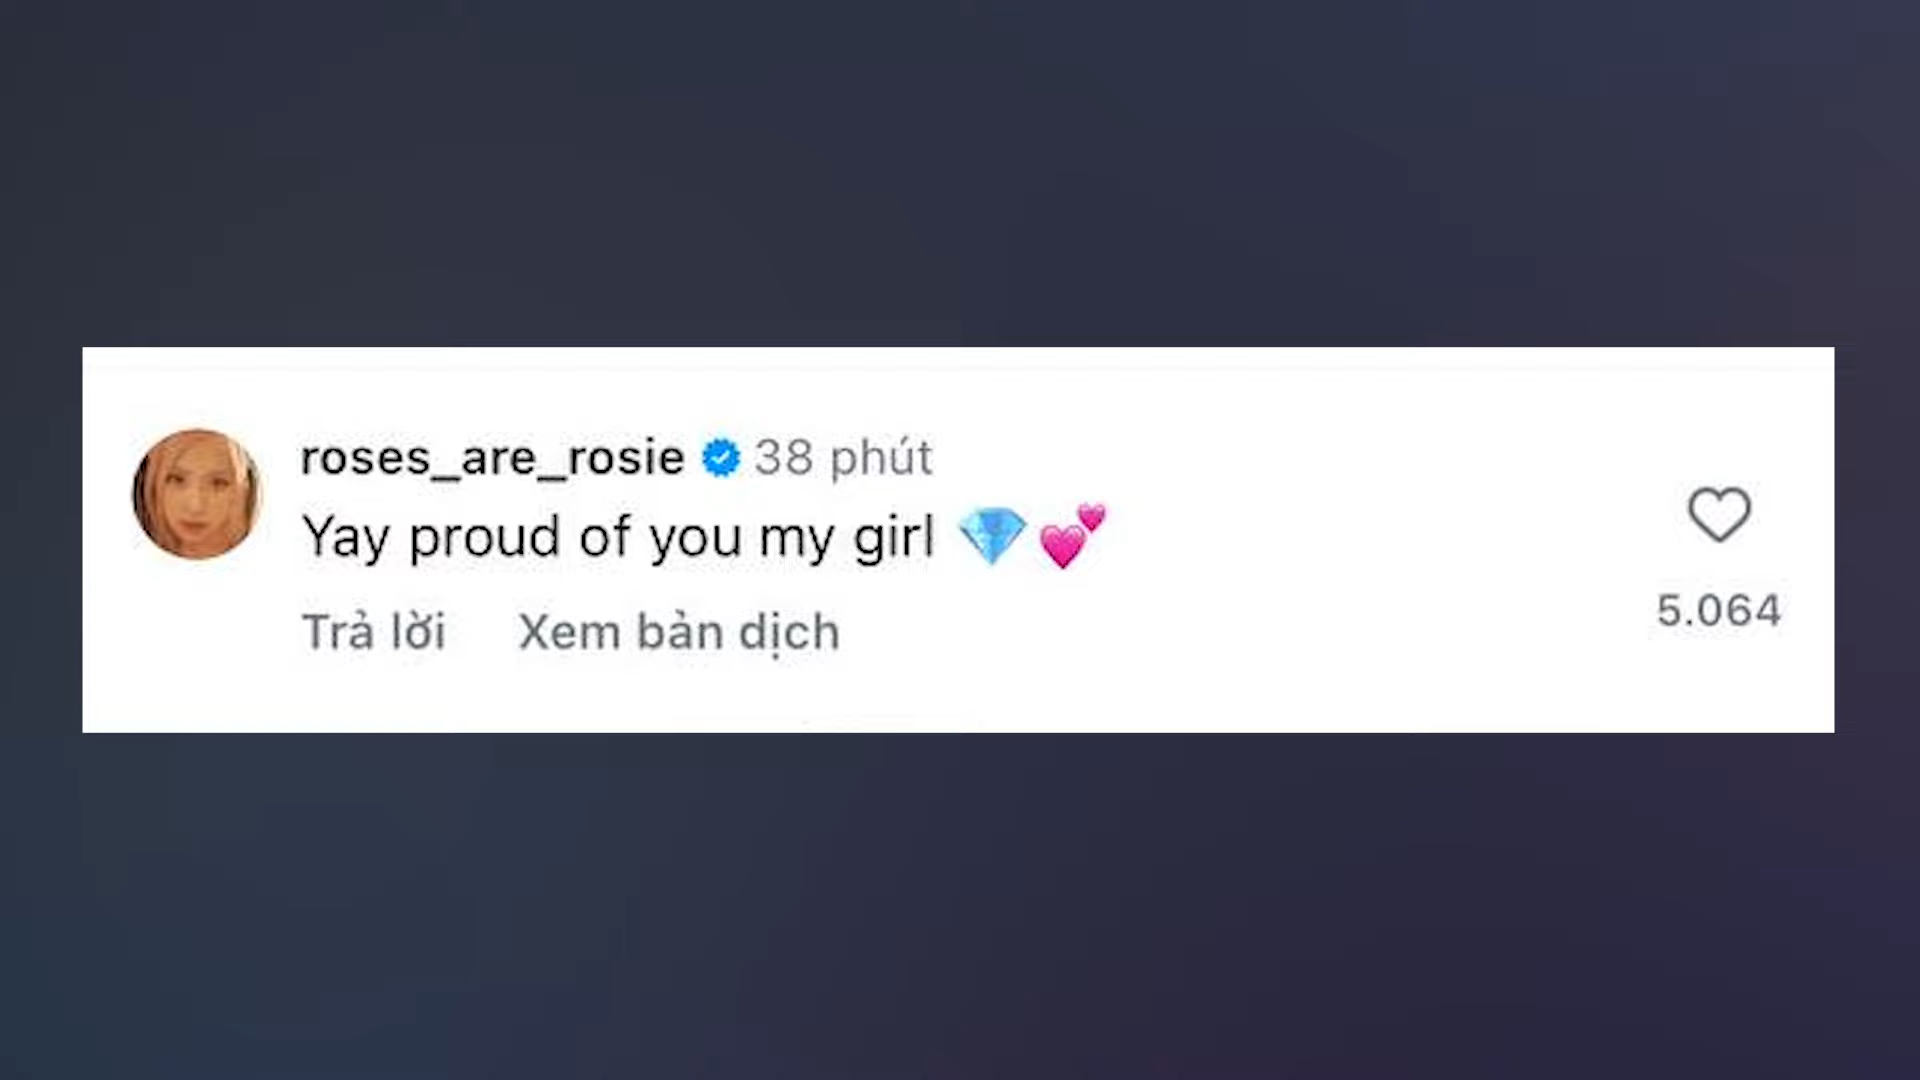 roses_are_rosie 38 phút
Yay proud of you my girl 💎💕
Trả lời Xem bản dịch
5.064